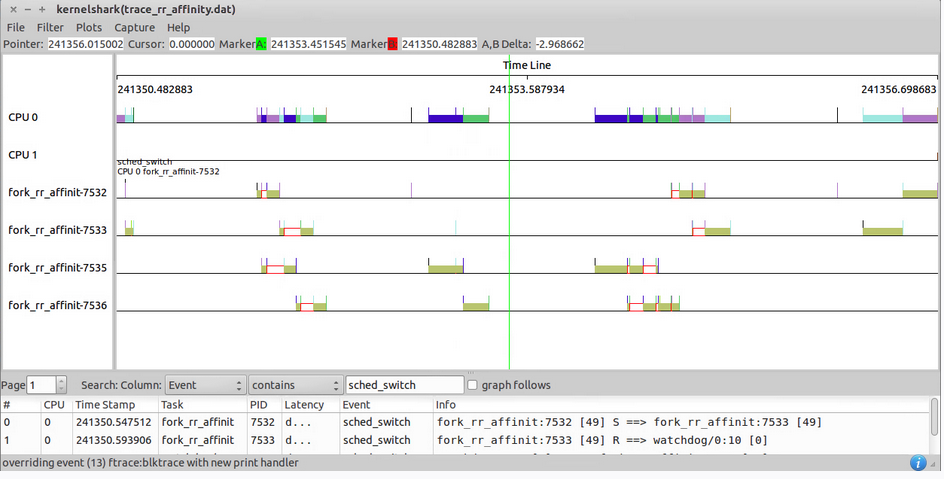 kernelshark(trace_rr_affinity.dat)
File Filter Plots Capture Help
Pointer: 241356.015002 Cursor: 0.000000 MarkerA: 241353.451545 Marker 241350.482883 A,B Delta: -2.968662
Time Line
241350.482883 241353.587934 241356.698683
CPU 0
CPU 1
sched_switch
CPU 0 fork_rr_affinit-7532
fork_rr_affinit-7532
fork_rr_affinit-7533
fork_rr_affinit-7535
fork_rr_affinit-7536
Page 1 Search: Column: Event contains sched_switch graph follows
# CPU Time Stamp Task PID Latency Event Info
0 0 241350.547512 fork_rr_affinit 7532 d... sched_switch fork_rr_affinit:7532 [49] S ==> fork_rr_affinit:7533 [49]
1 0 241350.593906 fork_rr_affinit 7533 d... sched_switch fork_rr_affinit:7533 [49] R ==> watchdog/0:10 [0]
overriding event (13) ftrace:blktrace with new print handler